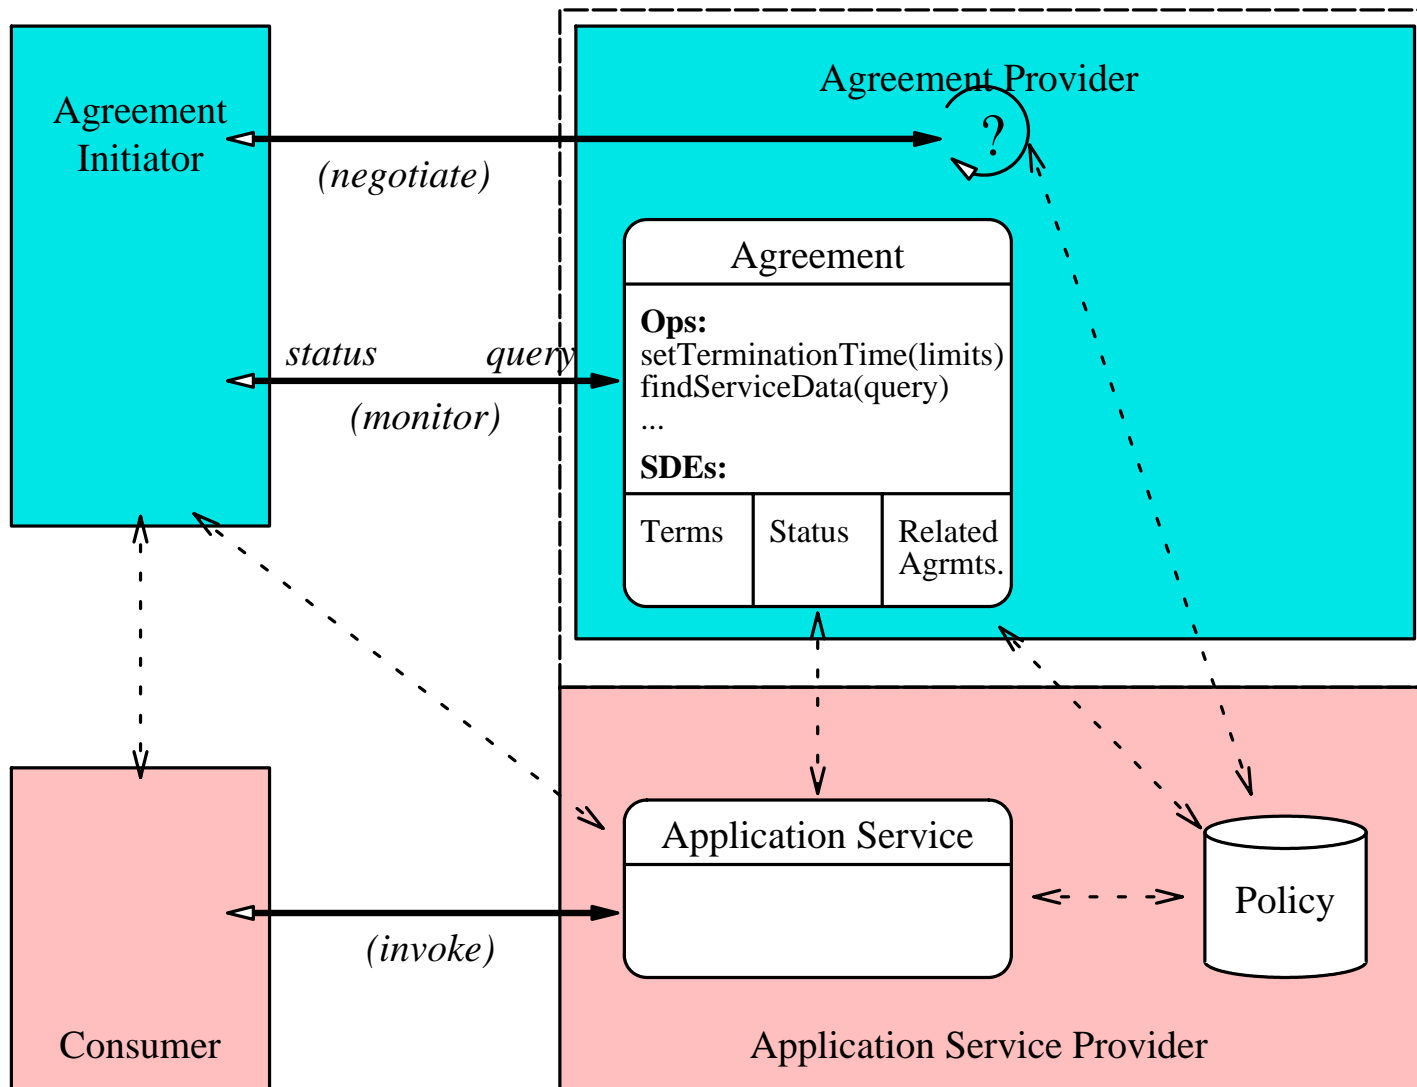 Agreement Provider
Agreement
Initiator
?
(negotiate)
Agreement
Ops:
setTerminationTime(limits)
findServiceData(query)
...
SDEs:
status
query
(monitor)
Terms
Status
Related
Agrmts.
Application Service
Policy
(invoke)
Consumer
Application Service Provider